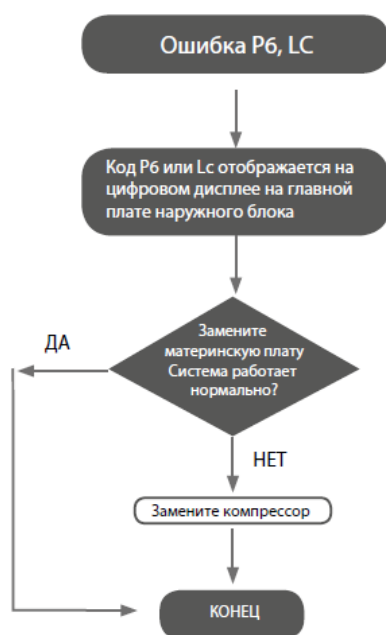 Ошибка P6, LC
Код P6 или Lc отображается на
цифровом дисплее на главной
плате наружного блока
Замените
материнскую плату
Система работает
нормально?
ДА
НЕТ
Замените компрессор
КОНЕЦ